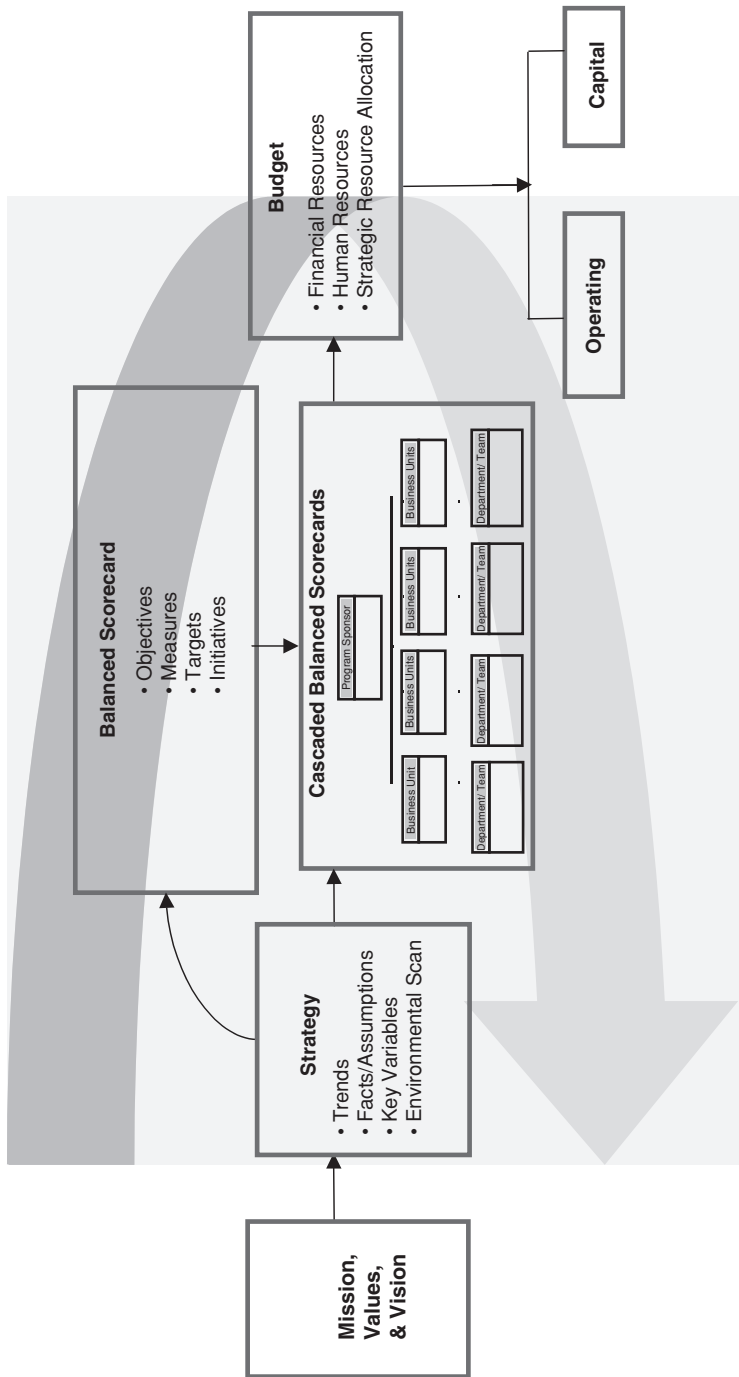 Mission,
Values,
& Vision
Strategy
• Trends
• Facts/Assumptions
• Key Variables
• Environmental Scan
Balanced Scorecard
• Objectives
• Measures
• Targets
• Initiatives
Cascaded Balanced Scorecards
Program Sponsor
Business Unit
Business Units
Business Units
Business Units
Department/ Team
Department/ Team
Department/ Team
Department/ Team
Budget
• Financial Resources
• Human Resources
• Strategic Resource Allocation
Operating
Capital